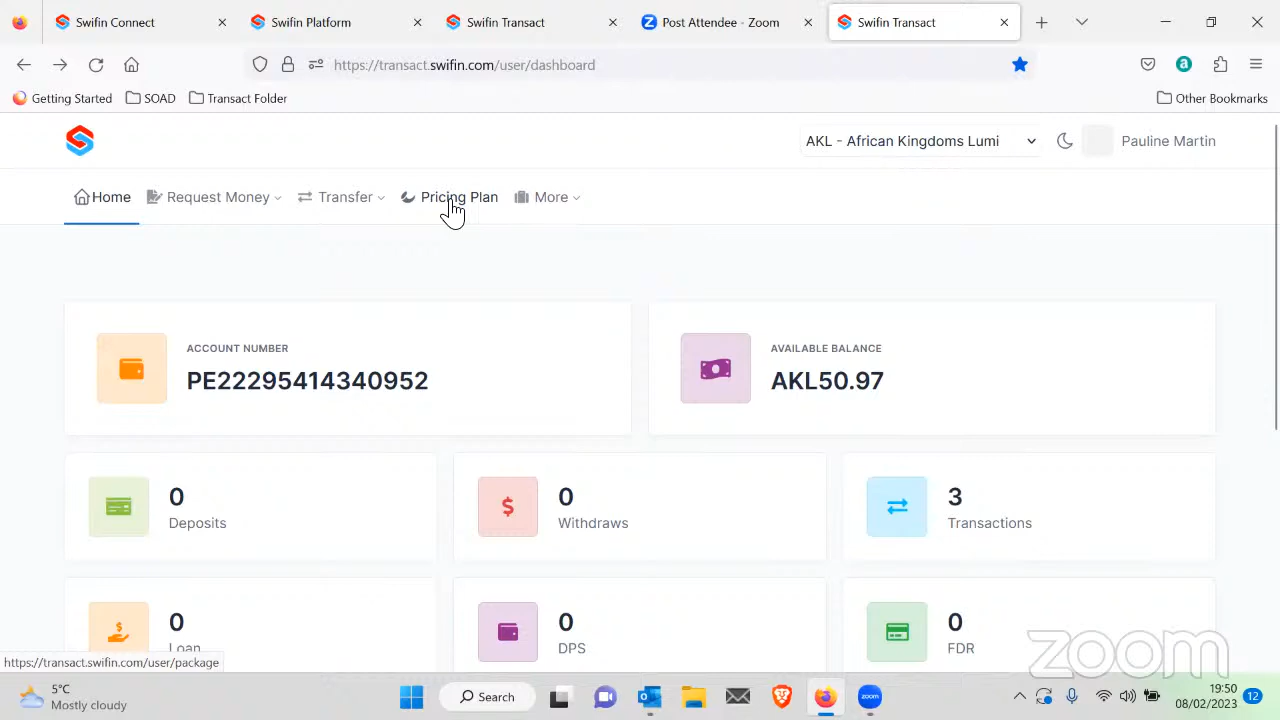 Swifin Connect
Swifin Platform
Swifin Transact
Post Attendee - Zoom
Swifin Transact
https://transact.swifin.com/user/dashboard
Getting Started
SOAD
Transact Folder
Other Bookmarks
AKL - African Kingdoms Lumi
Pauline Martin
Home
Request Money
Transfer
Pricing Plan
More
ACCOUNT NUMBER
PE22295414340952
AVAILABLE BALANCE
AKL50.97
0
Deposits
0
Withdraws
3
Transactions
0
Loan
0
DPS
0
FDR
zoom
https://transact.swifin.com/user/package
5°C
Mostly cloudy
Search
zoom
19:50
08/02/2023
12